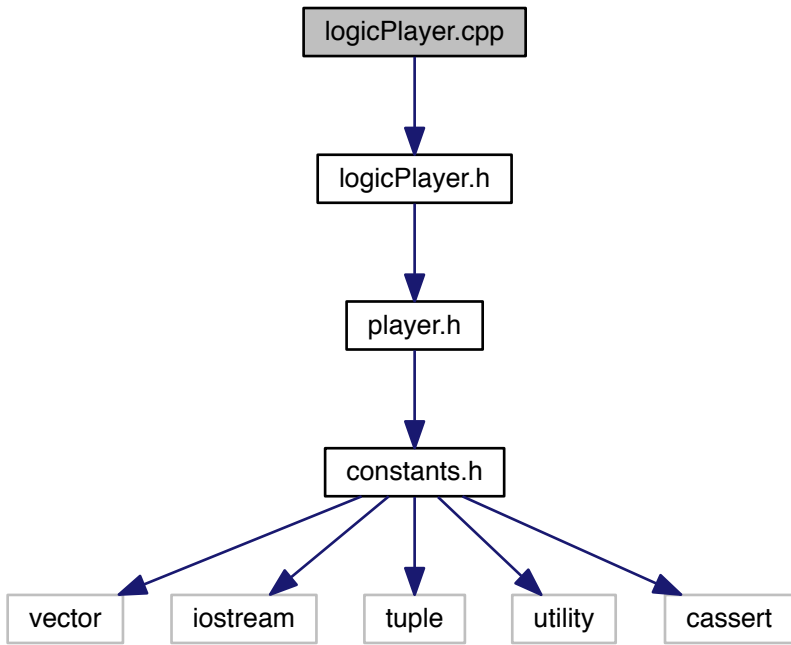 logicPlayer.cpp
logicPlayer.h
player.h
constants.h
vector
iostream
tuple
utility
cassert